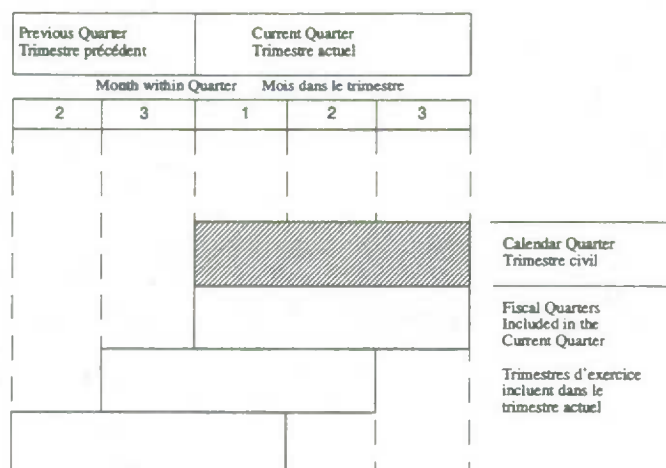 Previous Quarter
Trimestre précédent
Current Quarter
Trimestre actuel
Month within Quarter Mois dans le trimestre
2 3 1 2 3
Calendar Quarter
Trimestre civil
Fiscal Quarters
Included in the
Current Quarter
Trimestres d'exercice
incluent dans le
trimestre actuel